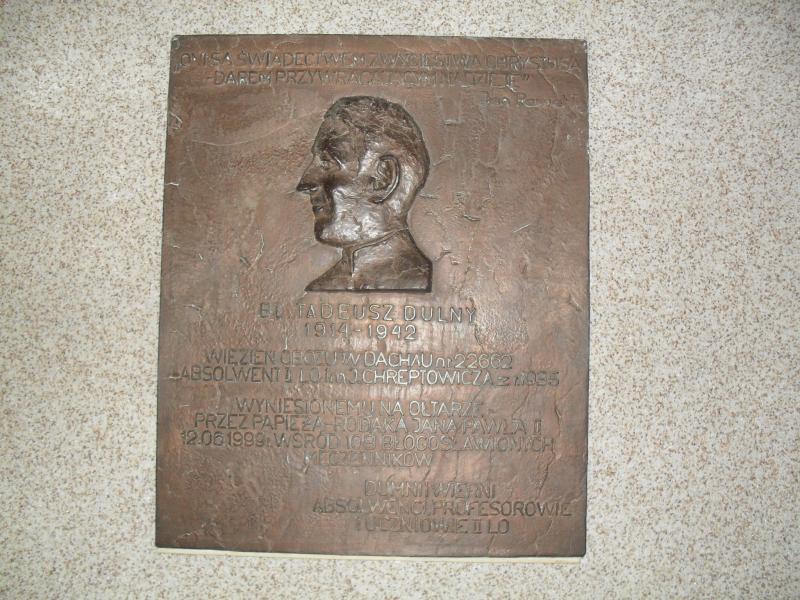 „ONI SĄ ŚWIADECTWEM ZWYCIĘSTWA CHRYSTUSA
-DAREM PRZYWRACAJĄCYM NADZIEJĘ"
Jan Paweł
BŁ. TADEUSZ DULNY
1914-1942
WIĘZIEŃ OBOZU W DACHAU nr 22662
ABSOLWENT II LO im J. CHREPTOWICZA z r. 1935
WYNIESIONEMU NA OŁTARZE
PRZEZ PAPIEŻA-RODAKA JANA PAWŁA II
12.06.1999 r. WŚRÓD 108 BŁOGOSŁAWIONYCH
MĘCZENNIKÓW
DUMNI I WIERNI
ABSOLWENCI, PROFESOROWIE
I UCZNIOWIE II LO